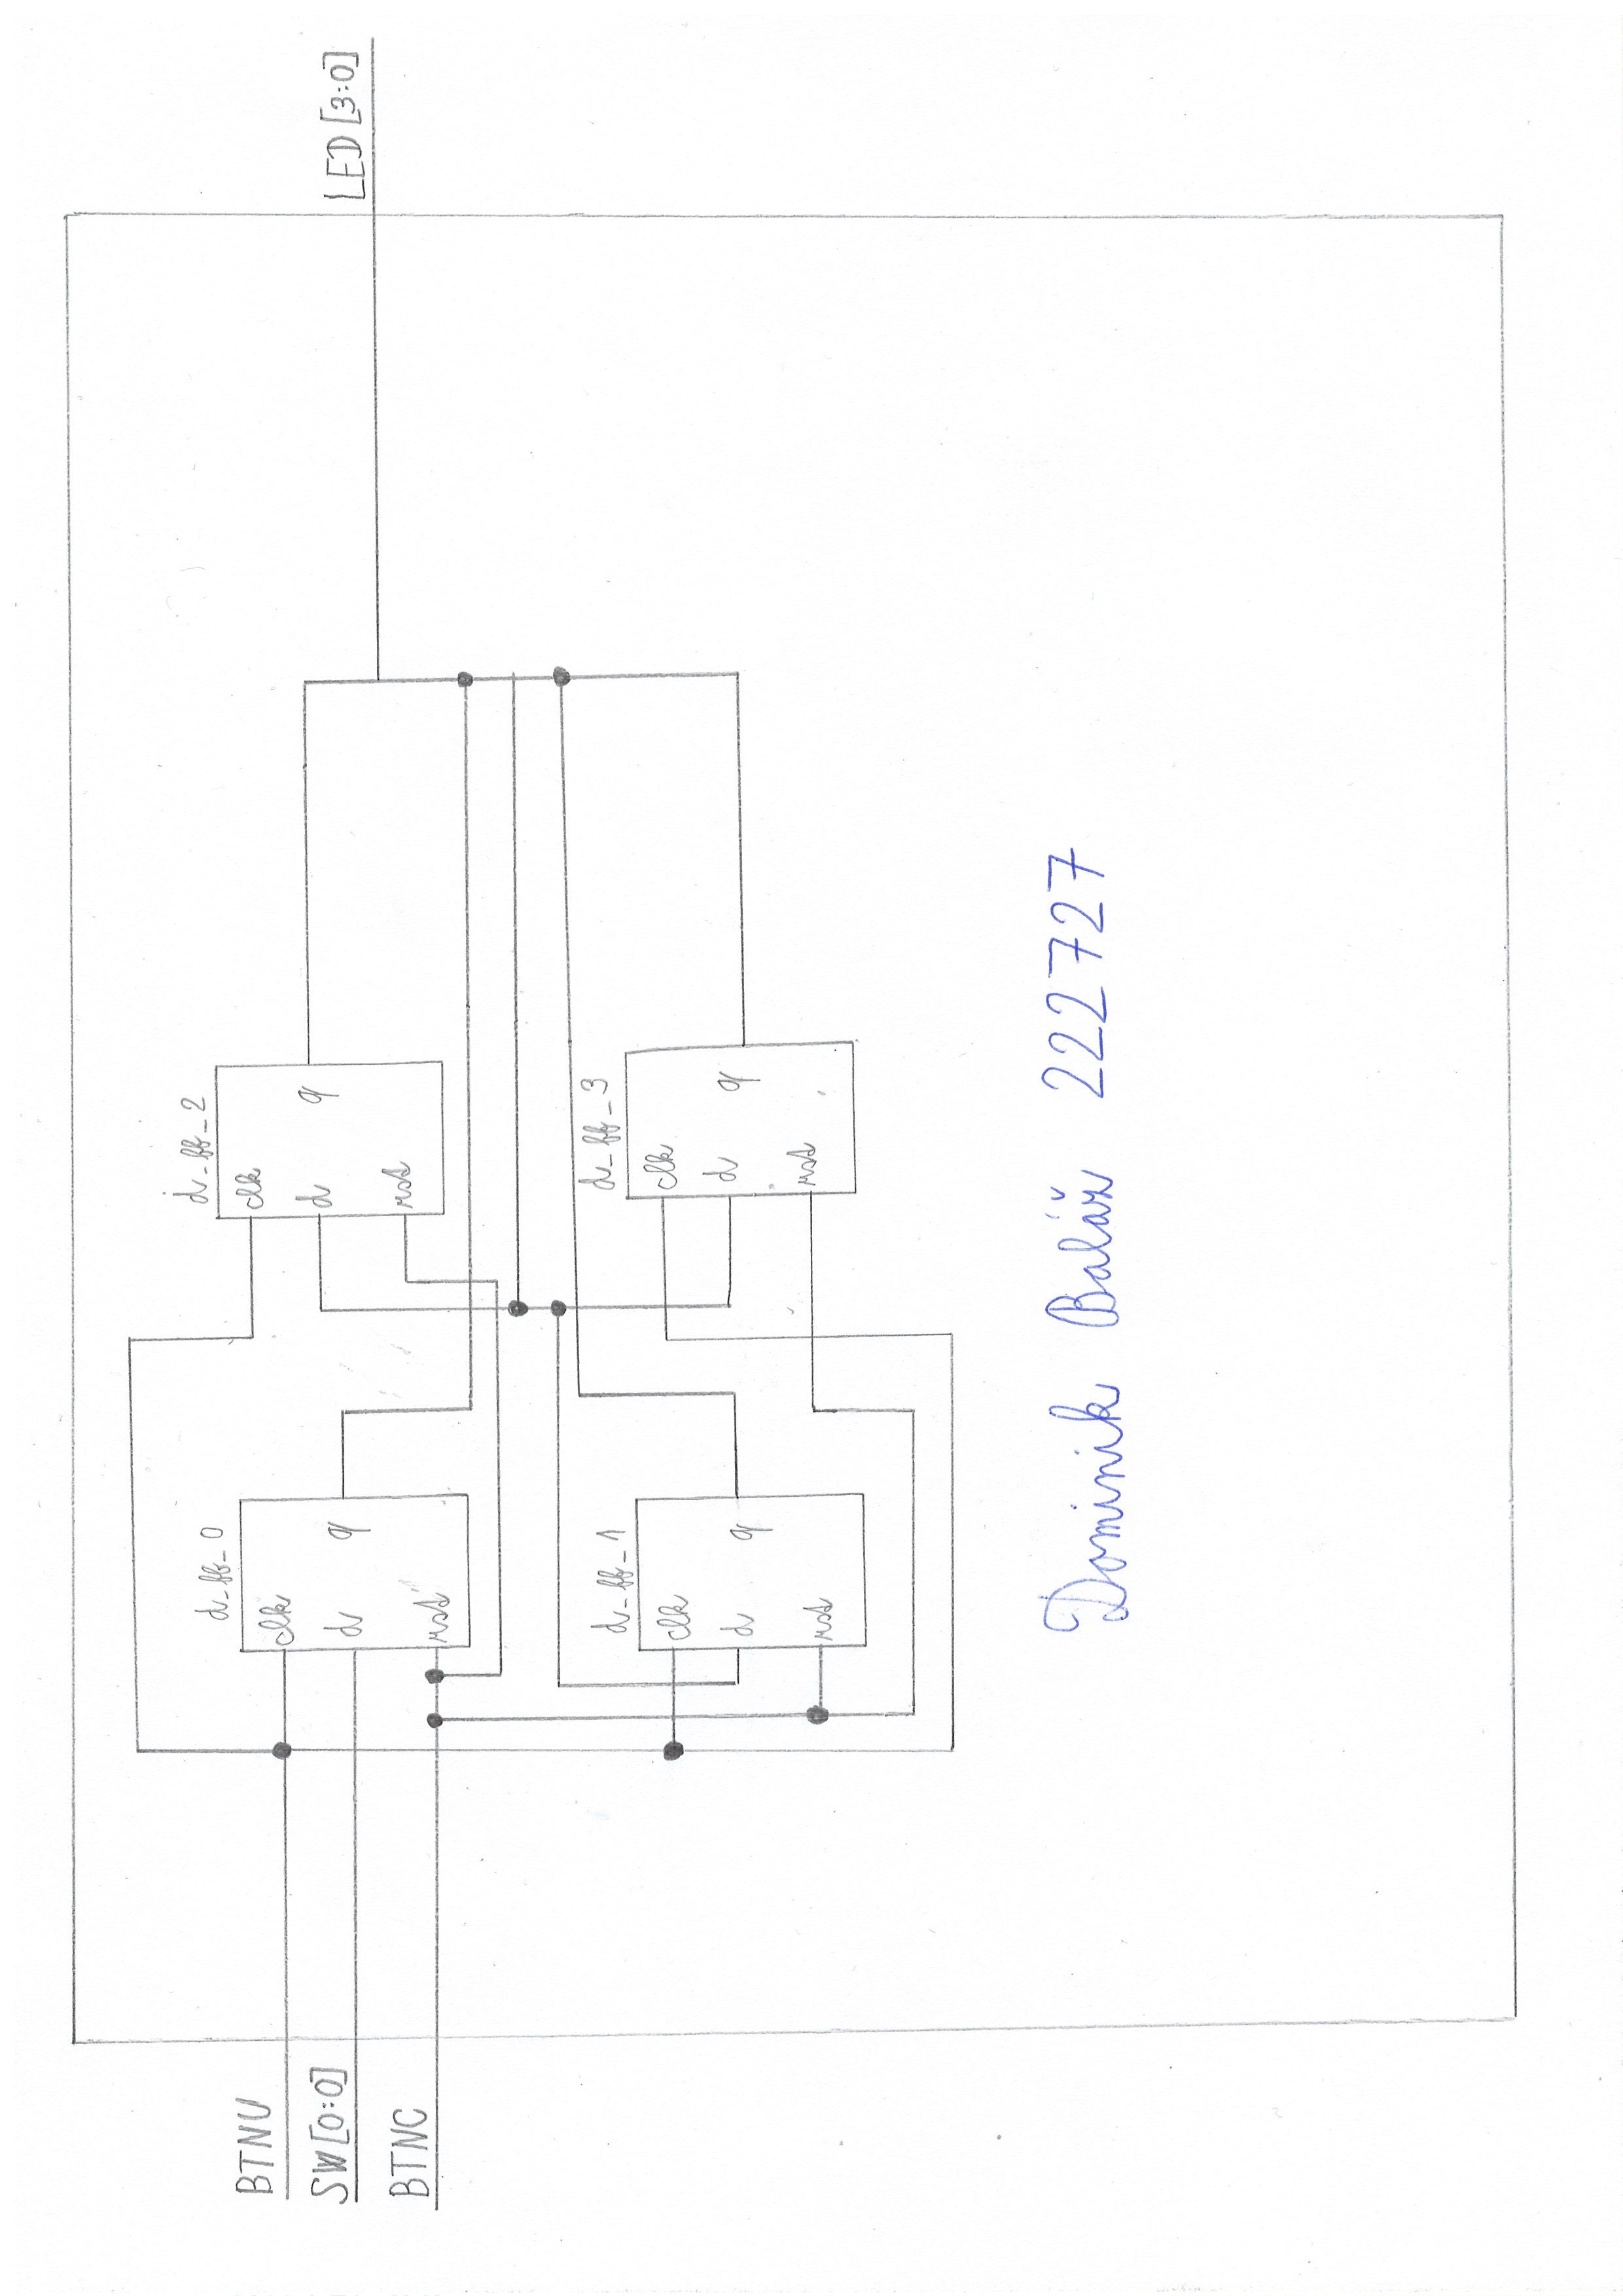 BTNU
SW[0:0]
BTNC
d_ff_0
clk
d
q
rst
d_ff_2
clk
d
q
rst
LED[3:0]
d_ff_1
clk
d
q
rst
d_ff_3
clk
d
q
rst
Dominik Baláž 222727